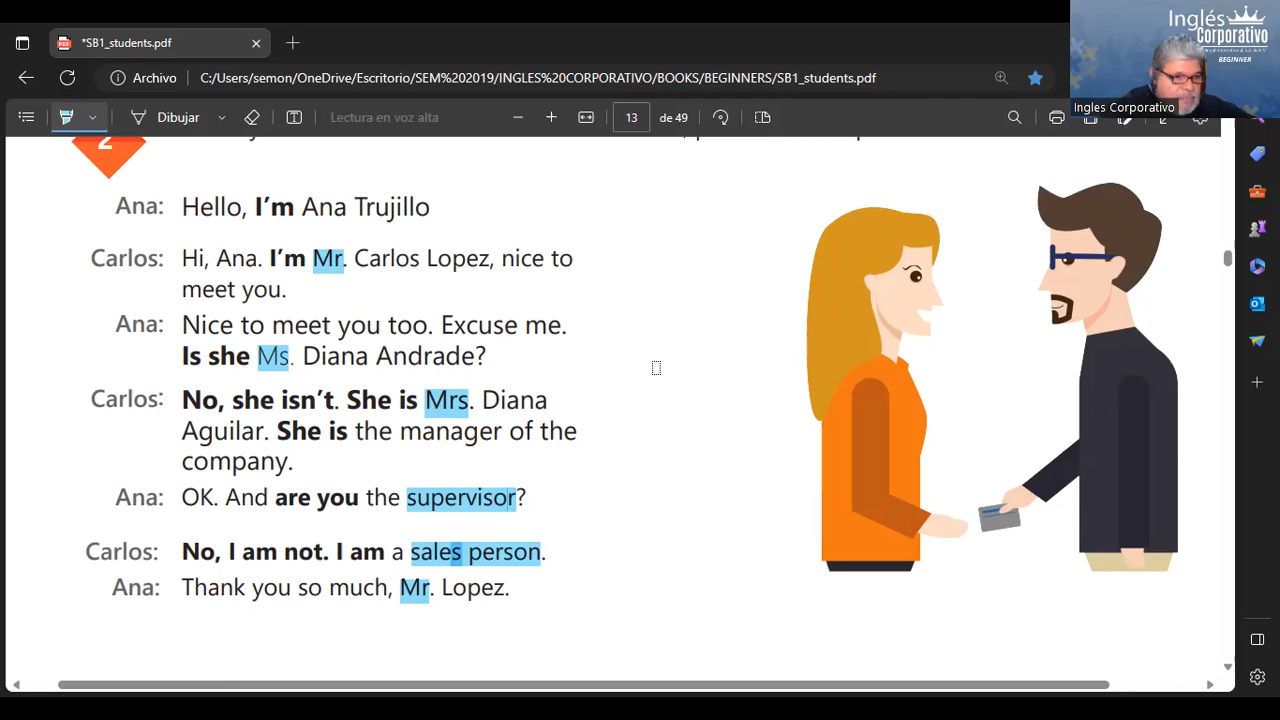 *SB1_students.pdf
Inglés
Corporativo
BEGINNER
Archivo
C:/Users/semon/OneDrive/Escritorio/SEM%202019/INGLES%20CORPORATIVO/BOOKS/BEGINNERS/SB1_students.pdf
Ingles Corporativo
Dibujar
Lectura en voz alta
13
de 49
2
Ana: Hello, I’m Ana Trujillo
Carlos: Hi, Ana. I’m Mr. Carlos Lopez, nice to
meet you.
Ana: Nice to meet you too. Excuse me.
Is she Ms. Diana Andrade?
Carlos: No, she isn’t. She is Mrs. Diana
Aguilar. She is the manager of the
company.
Ana: OK. And are you the supervisor?
Carlos: No, I am not. I am a sales person.
Ana: Thank you so much, Mr. Lopez.